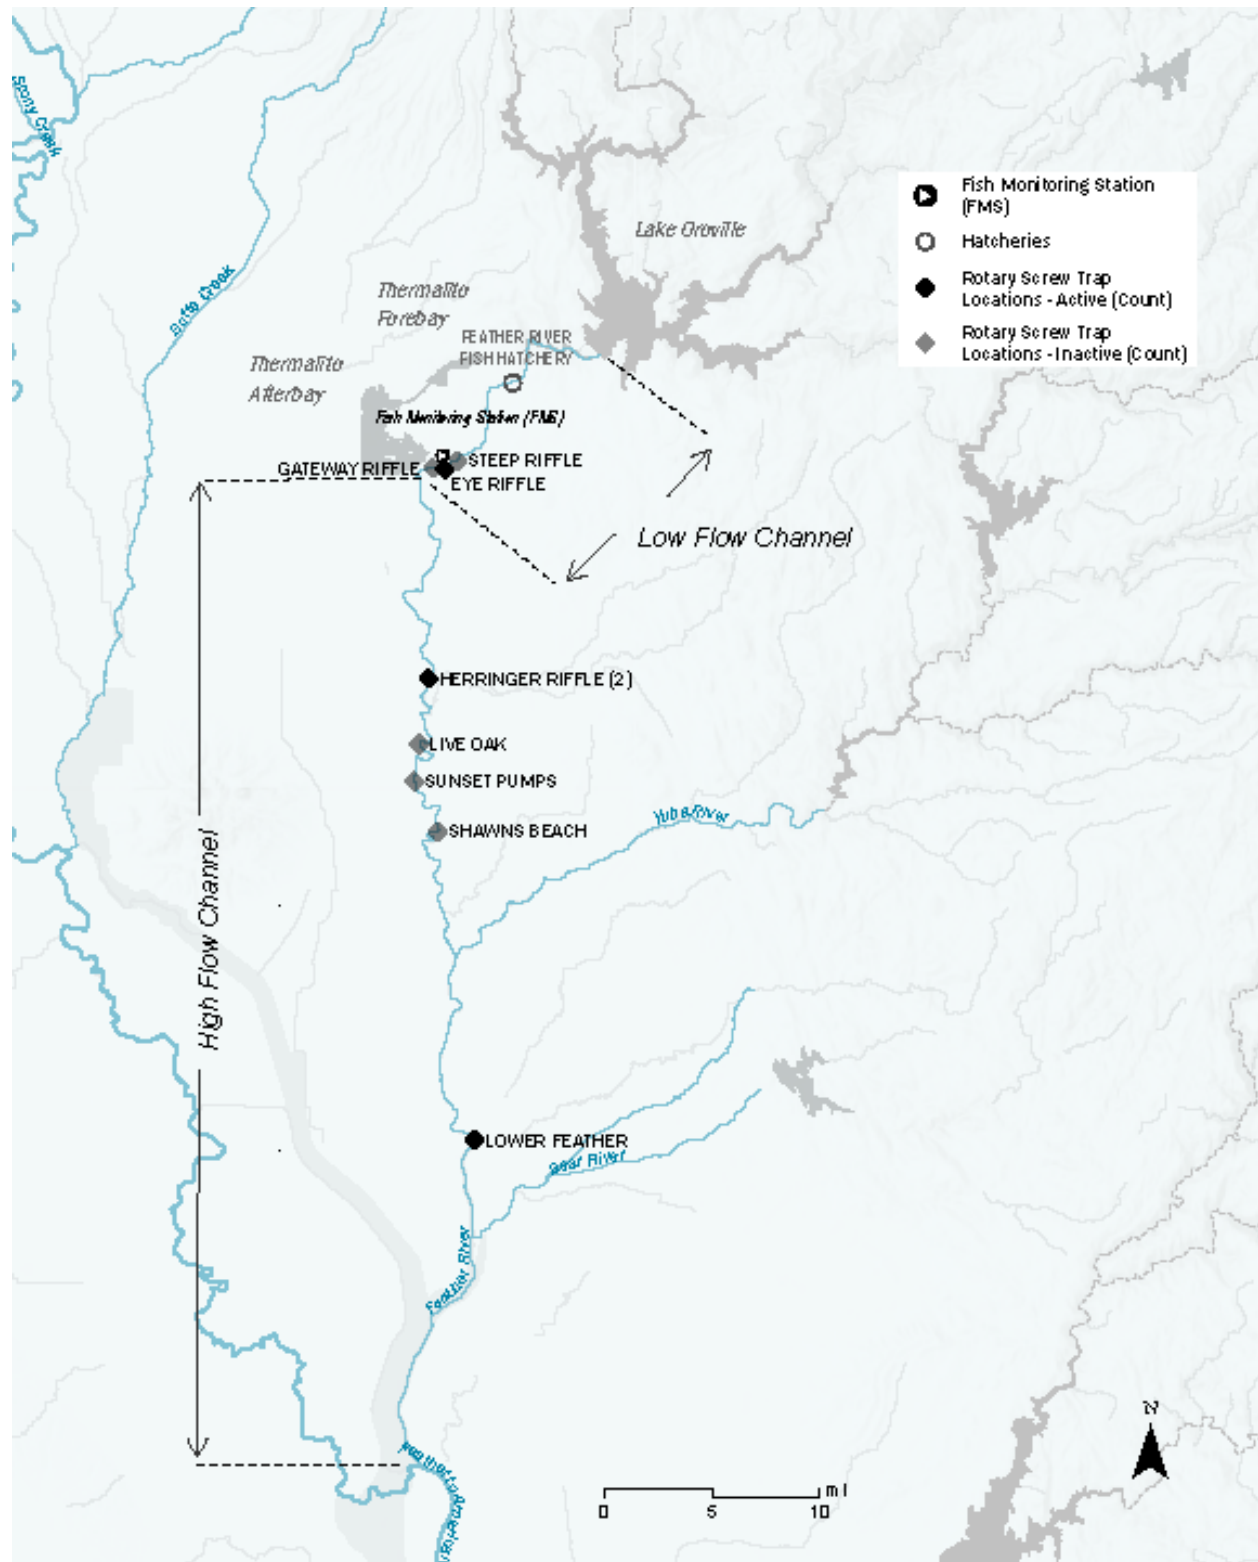 Stony Creek
Butte Creek
Lake Oroville
Thermalito
Forebay
FEATHER RIVER
FISH HATCHERY
Thermalito
Afterbay
Fish Monitoring Station (FMS)
GATEWAY RIFFLE
STEEP RIFFLE
EYE RIFFLE
Low Flow Channel
Fish Monitoring Station
(FMS)
Hatcheries
Rotary Screw Trap
Locations - Active (Count)
Rotary Screw Trap
Locations - Inactive (Count)
HERRINGER RIFFLE (2)
LIVE OAK
SUNSET PUMPS
SHAWNS BEACH
Yuba River
High Flow Channel
LOWER FEATHER
Bear River
Feather River
N
mi
0 5 10